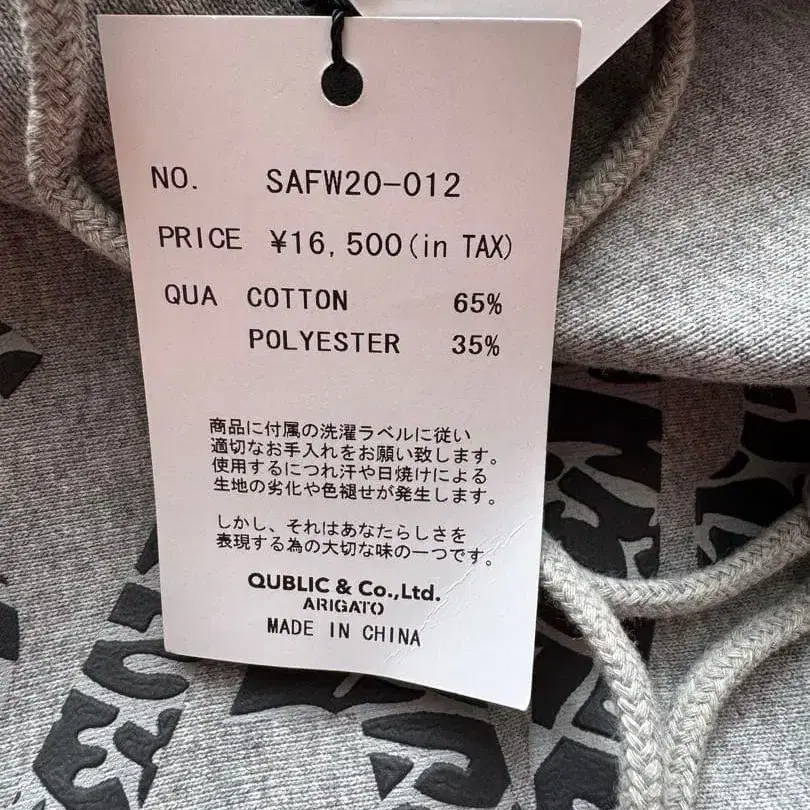 NO. SAFW20-012
PRICE ¥16,500(in TAX)
QUA COTTON 65%
POLYESTER 35%
商品に付属の洗濯ラベルに従い
適切なお手入れをお願い致します。
使用するにつれ汗や日焼けによる
生地の劣化や色褪せが発生します。
しかし、それはあなたらしさを
表現する為の大切な味の一つです。
QUBLIC & Co.,Ltd.
ARIGATO
MADE IN CHINA